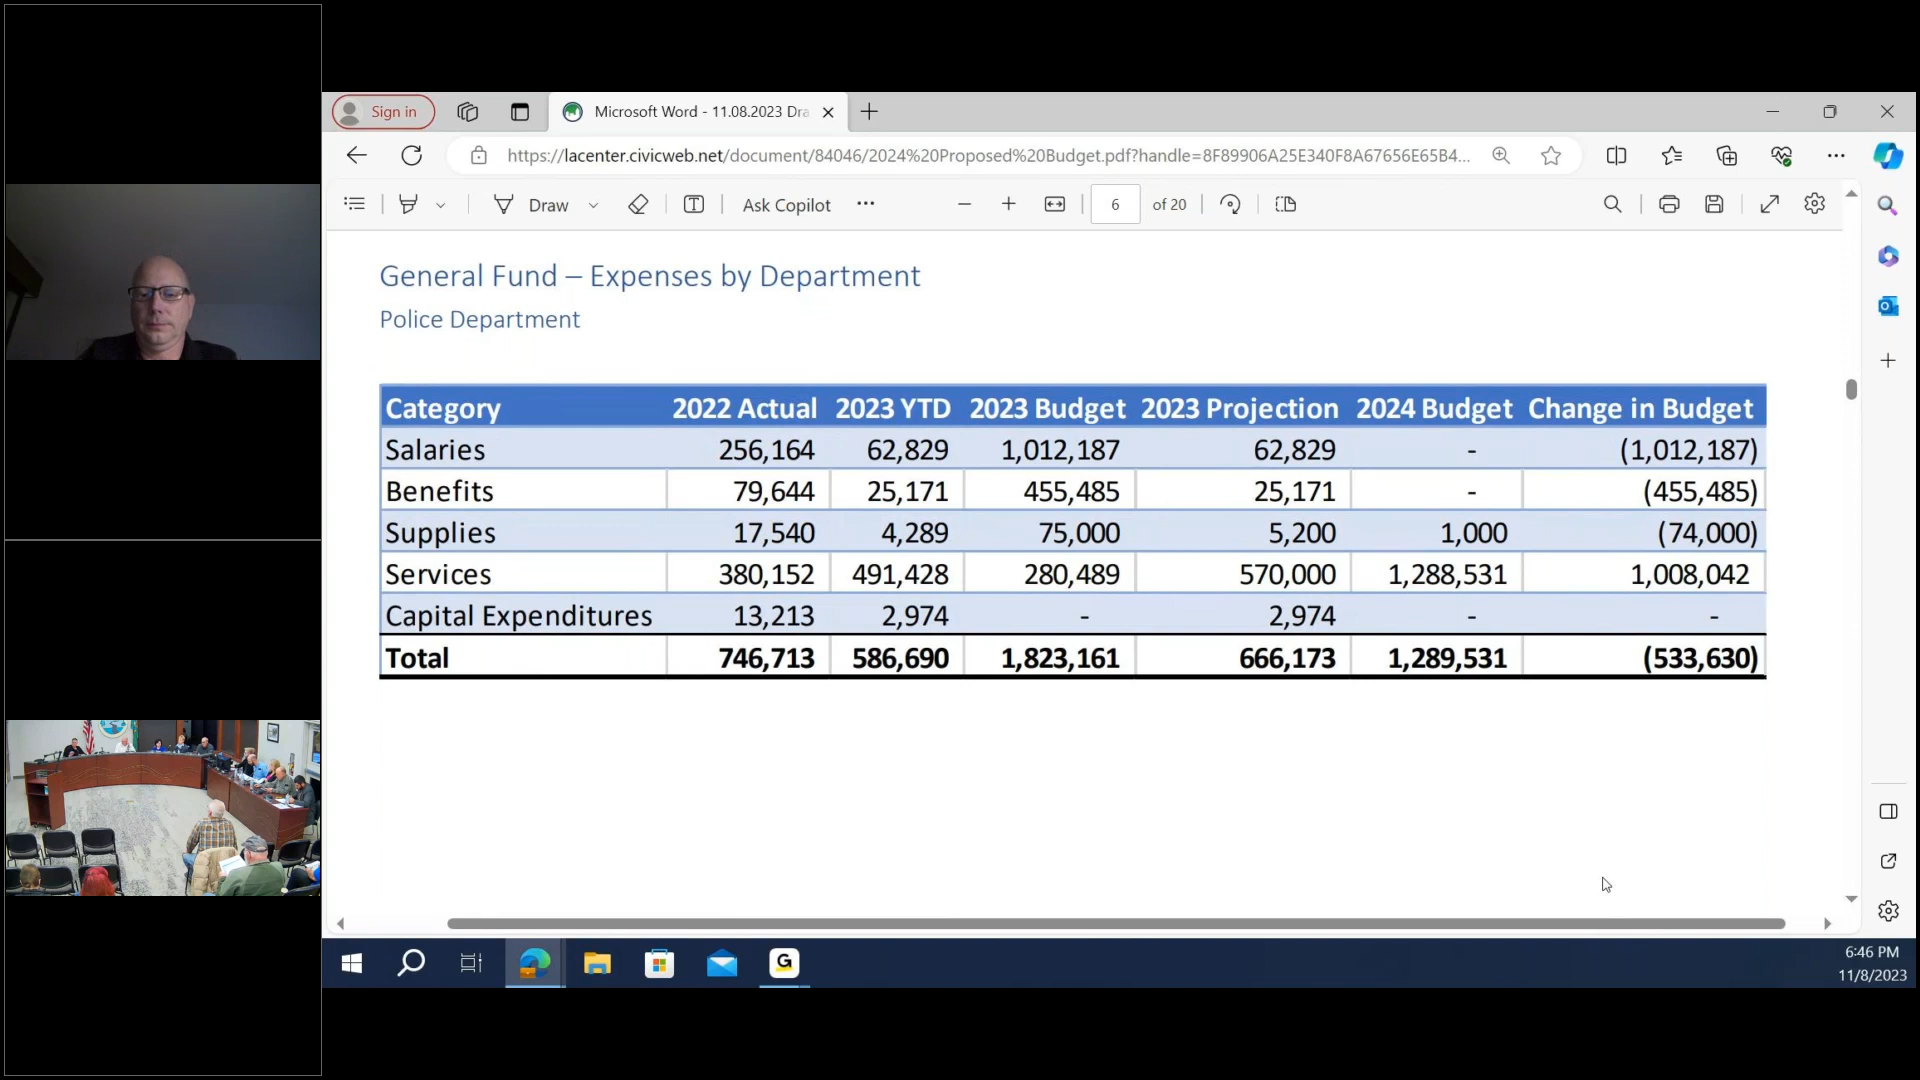 Sign in
Microsoft Word - 11.08.2023 Dra
https://lacenter.civicweb.net/document/84046/2024%20Proposed%20Budget.pdf?handle=8F89906A25E340F8A67656E65B4...
Draw
Ask Copilot
6 of 20
General Fund – Expenses by Department
Police Department
Category 2022 Actual 2023 YTD 2023 Budget 2023 Projection 2024 Budget Change in Budget
Salaries 256,164 62,829 1,012,187 62,829 - (1,012,187)
Benefits 79,644 25,171 455,485 25,171 - (455,485)
Supplies 17,540 4,289 75,000 5,200 1,000 (74,000)
Services 380,152 491,428 280,489 570,000 1,288,531 1,008,042
Capital Expenditures 13,213 2,974 - 2,974 - -
Total 746,713 586,690 1,823,161 666,173 1,289,531 (533,630)
G
6:46 PM
11/8/2023